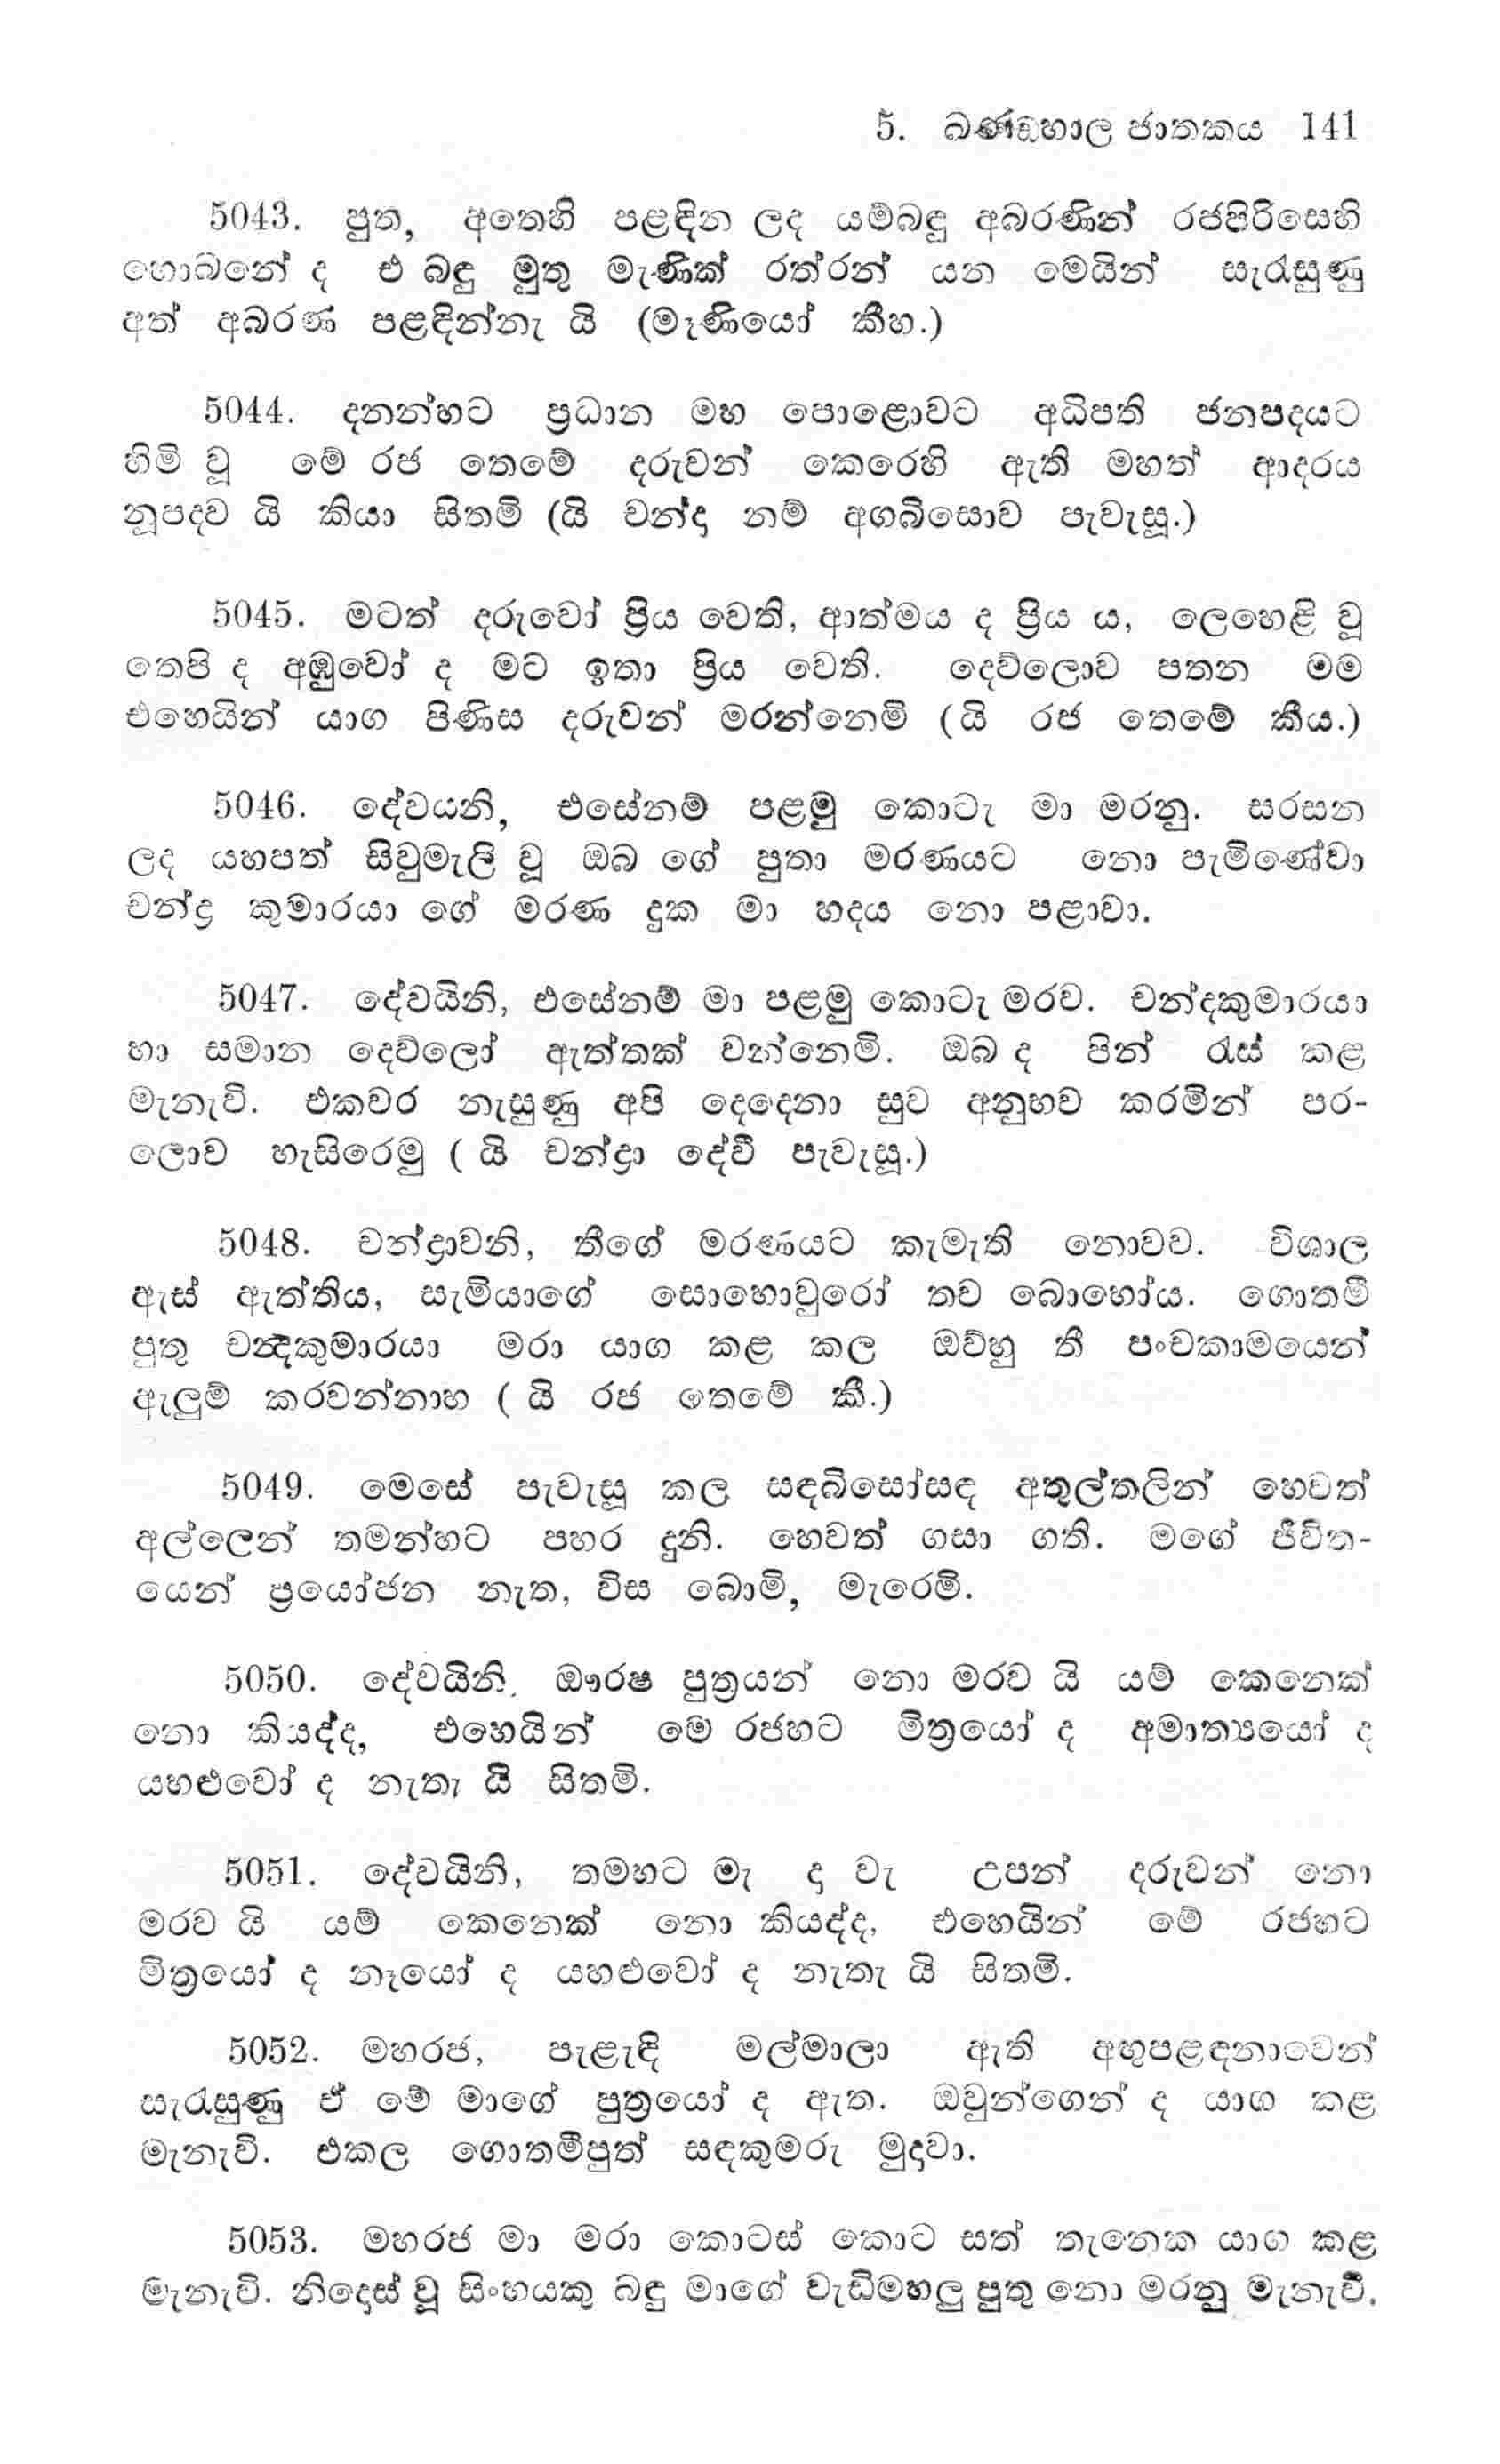 5. ඛණ්ඩහාල ජාතකය 141
5043. පුත, අතෙහි පළඳින ලද යම්බඳු අබරණින් රජපිරිසෙහි
හොබනේ ද එ බඳු මුතු මැණික් රත්රන් යන මෙයින් සැරැසුණු
අත් අබරණ පළඳින්නැ යි (මෑණියෝ කීහ.)
5044. දනන්හට ප්‍රධාන මහ පොළොවට අධිපති ජනපදයට
හිමි වූ මේ රජ තෙමේ දරුවන් කෙරෙහි ඇති මහත් ආදරය
නූපදව යි කියා සිතමි (යි චන්දා නම් අගබිසොව පැවැසූ.)
5045. මටත් දරුවෝ ප්‍රිය වෙති, ආත්මය ද ප්‍රිය ය, ලෙහෙළි වූ
තෙපි ද අඹුවෝ ද මට ඉතා ප්‍රිය වෙති. දෙව්ලොව පතන මම
එහෙයින් යාග පිණිස දරුවන් මරන්නෙමි (යි රජ තෙමේ කීය.)
5046. දේවයනි, එසේනම් පළමු කොටැ මා මරනු. සරසන
ලද යහපත් සිවුමැලි වූ ඔබ ගේ පුතා මරණයට නො පැමිණේවා
චන්ද්‍ර කුමාරයා ගේ මරණ දුක මා හදය නො පළාවා.
5047. දේවයිනි, එසේනම් මා පළමු කොටැ මරව. චන්දකුමාරයා
හා සමාන දෙව්ලෝ ඇත්තක් වන්නෙමි. ඔබ ද පින් රැස් කළ
මැනැවි. එකවර නැසුණු අපි දෙදෙනා සුව අනුභව කරමින් පර-
ලොව හැසිරෙමු ( යි චන්ද්‍රා දේවී පැවැසූ.)
5048. චන්ද්‍රාවනි, තීගේ මරණයට කැමැති නොවව. විශාල
ඇස් ඇත්තිය, සැමියාගේ සොහොවුරෝ තව බොහෝය. ගොතමී
පුතු චන්‍දකුමාරයා මරා යාග කළ කල ඔව්හු තී පංචකාමයෙන්
ඇලුම් කරවන්නාහ ( යි රජ තෙමේ කී.)
5049. මෙසේ පැවැසූ කල සඳබිසෝසඳ අතුල්තලින් හෙවත්
අල්ලෙන් තමන්හට පහර දුනි. හෙවත් ගසා ගති. මගේ ජීවිත-
යෙන් ප්‍රයෝජන නැත, විස බොමි, මැරෙමි.
5050. දේවයිනි, ඖරෂ පුත්‍රයන් නො මරව යි යම් කෙනෙක්
නො කියද්ද, එහෙයින් මේ රජහට මිත්‍රයෝ ද අමාත්‍යයෝ ද
යහළුවෝ ද නැතැ යි සිතමි.
5051. දේවයිනි, තමහට මැ දා වැ උපන් දරුවන් නො
මරව යි යම් කෙනෙක් නො කියද්ද, එහෙයින් මේ රජහට
මිත්‍රයෝ ද නෑයෝ ද යහළුවෝ ද නැතැ යි සිතමි.
5052. මහරජ, පැළැඳි මල්මාලා ඇති අඟුපළඳනාවෙන්
සැරැසුණු ඒ මේ මාගේ පුත්‍රයෝ ද ඇත. ඔවුන්ගෙන් ද යාග කළ
මැනැවි. එකල ගොතමීපුත් සඳකුමරු මුදාවා.
5053. මහරජ මා මරා කොටස් කොට සත් තැනෙක යාග කළ
මැනැවි. නිදොස් වූ සිංහයකු බඳු මාගේ වැඩිමහලු පුතු නො මරනු මැනැවි.